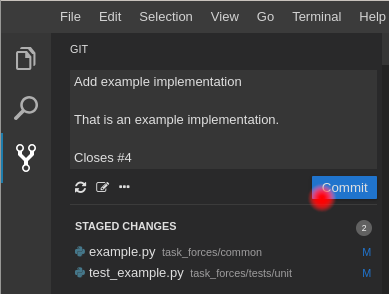 File Edit Selection View Go Terminal Help
GIT
Add example implementation
That is an example implementation.
Closes #4
Commit
STAGED CHANGES 2
example.py task_forces/common M
test_example.py task_forces/tests/unit M